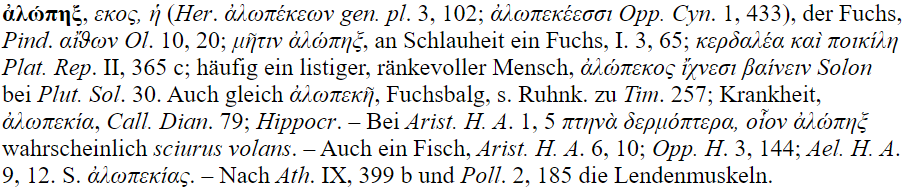 ἀλώπηξ, εκος, ἡ (Her. ἀλωπέκεων gen. pl. 3, 102; ἀλωπεκέεσσι Opp. Cyn. 1, 433), der Fuchs,
Pind. αἴθων Ol. 10, 20; μῆτιν ἀλώπηξ, an Schlauheit ein Fuchs, I. 3, 65; κερδαλέα καὶ ποικίλη
Plat. Rep. II, 365 c; häufig ein listiger, ränkevoller Mensch, ἀλώπεκος ἴχνεσι βαίνειν Solon
bei Plut. Sol. 30. Auch gleich ἀλωπεκῆ, Fuchsbalg, s. Ruhnk. zu Tim. 257; Krankheit,
ἀλωπεκία, Call. Dian. 79; Hippocr. – Bei Arist. H. A. 1, 5 πτηνὰ δερμόπτερα, οἷον ἀλώπηξ
wahrscheinlich sciurus volans. – Auch ein Fisch, Arist. H. A. 6, 10; Opp. H. 3, 144; Ael. H. A.
9, 12. S. ἀλωπεκίας. – Nach Ath. IX, 399 b und Poll. 2, 185 die Lendenmuskeln.